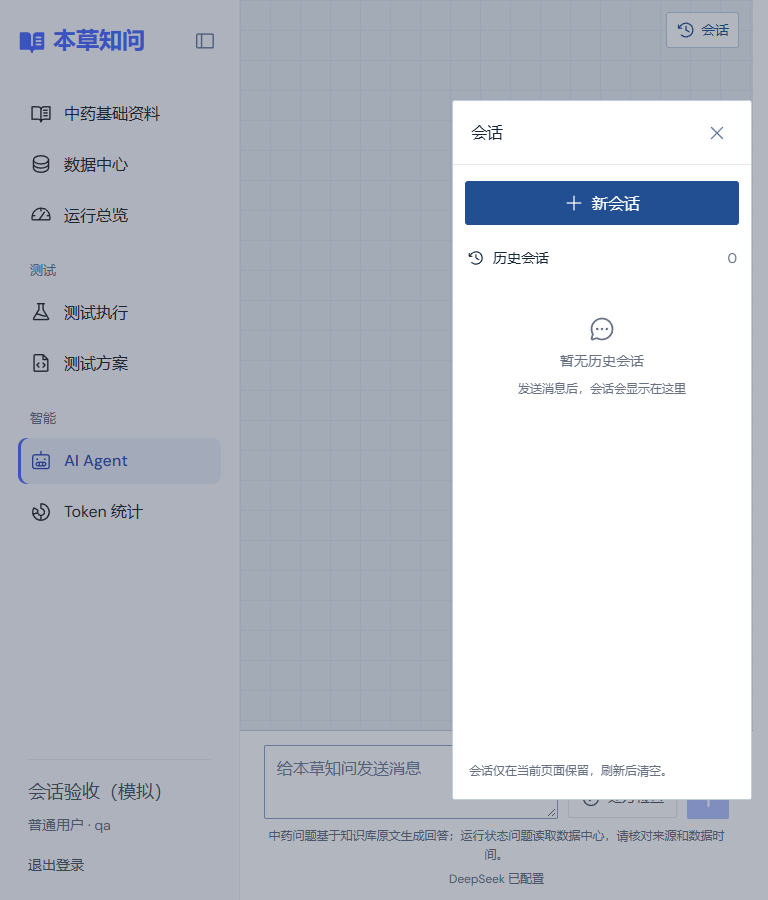 本草知问
会话
中药基础资料
数据中心
运行总览
测试
测试执行
测试方案
智能
AI Agent
Token 统计
会话验收（模拟）
普通用户 · qa
退出登录
会话
新会话
历史会话 0
暂无历史会话
发送消息后，会话会显示在这里
会话仅在当前页面保留，刷新后清空。
给本草知问发送消息
中药问题基于知识库原文生成回答；运行状态问题读取数据中心，请核对来源和数据时
间。
DeepSeek 已配置